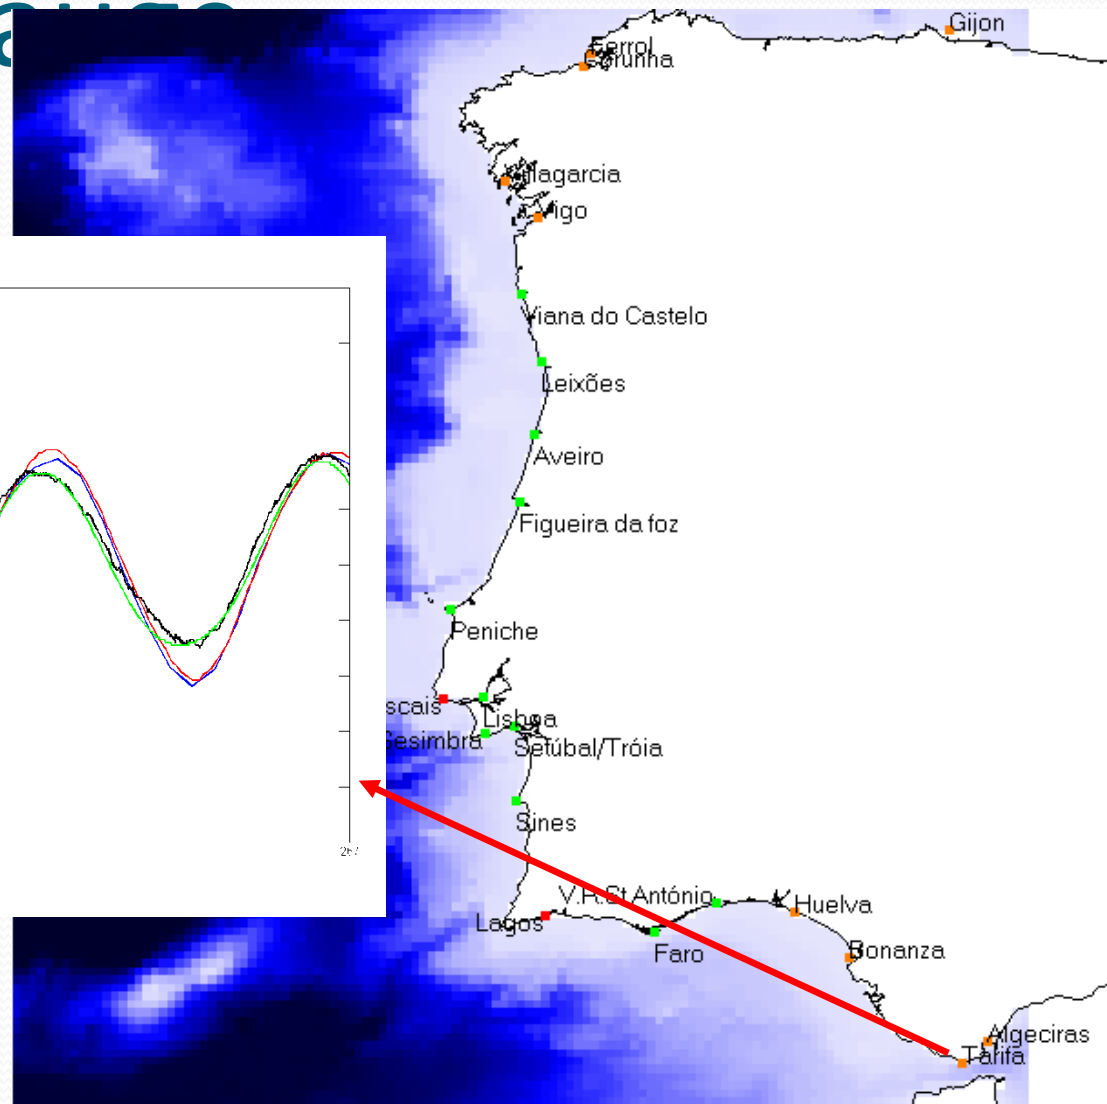 Gijon
Ferrol
Corunha
Vilagarcia
Vigo
Viana do Castelo
Leixões
Aveiro
Figueira da foz
Peniche
scais
Lisboa
Sesimbra
Setúbal/Tróia
Sines
V.R.St António
Huelva
Lagos
Faro
Bonanza
Algeciras
Tarifa
267